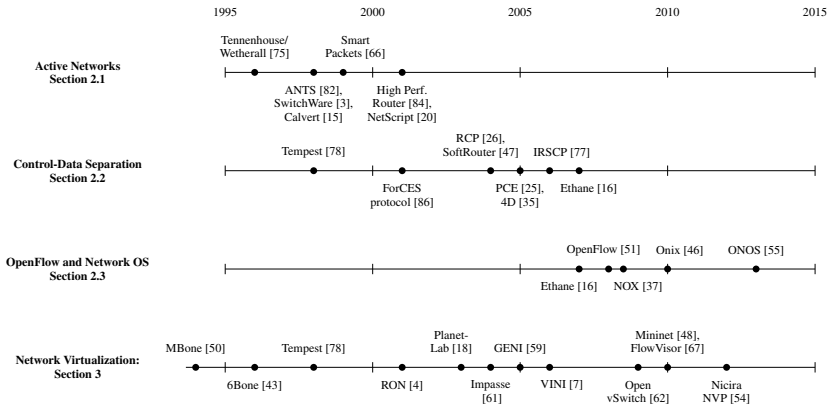 1995 2000 2005 2010 2015
Tennenhouse/
Wetherall [75]
Smart
Packets [66]
Active Networks
Section 2.1
ANTS [82],
SwitchWare [3],
Calvert [15]
High Perf.
Router [84],
NetScript [20]
RCP [26],
SoftRouter [47]
Tempest [78]
IRSCP [77]
Control-Data Separation
Section 2.2
ForCES
protocol [86]
PCE [25],
4D [35]
Ethane [16]
OpenFlow [51]
Onix [46]
ONOS [55]
OpenFlow and Network OS
Section 2.3
Ethane [16]
NOX [37]
MBone [50]
Tempest [78]
Planet-
Lab [18]
GENI [59]
Mininet [48],
FlowVisor [67]
Network Virtualization:
Section 3
6Bone [43]
RON [4]
Impasse
[61]
VINI [7]
Open
vSwitch [62]
Nicira
NVP [54]